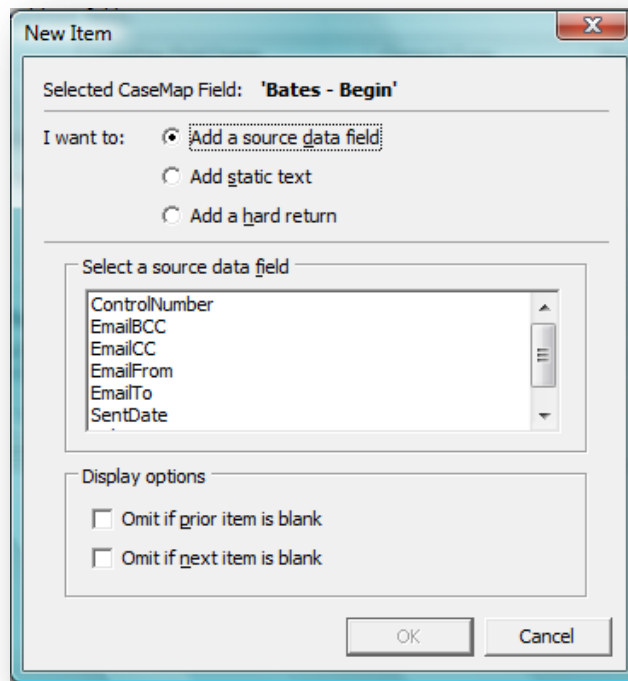 New Item
Selected CaseMap Field: 'Bates - Begin'
I want to: Add a source data field
Add static text
Add a hard return
Select a source data field
ControlNumber
EmailBCC
EmailCC
EmailFrom
EmailTo
SentDate
Display options
Omit if prior item is blank
Omit if next item is blank
OK Cancel